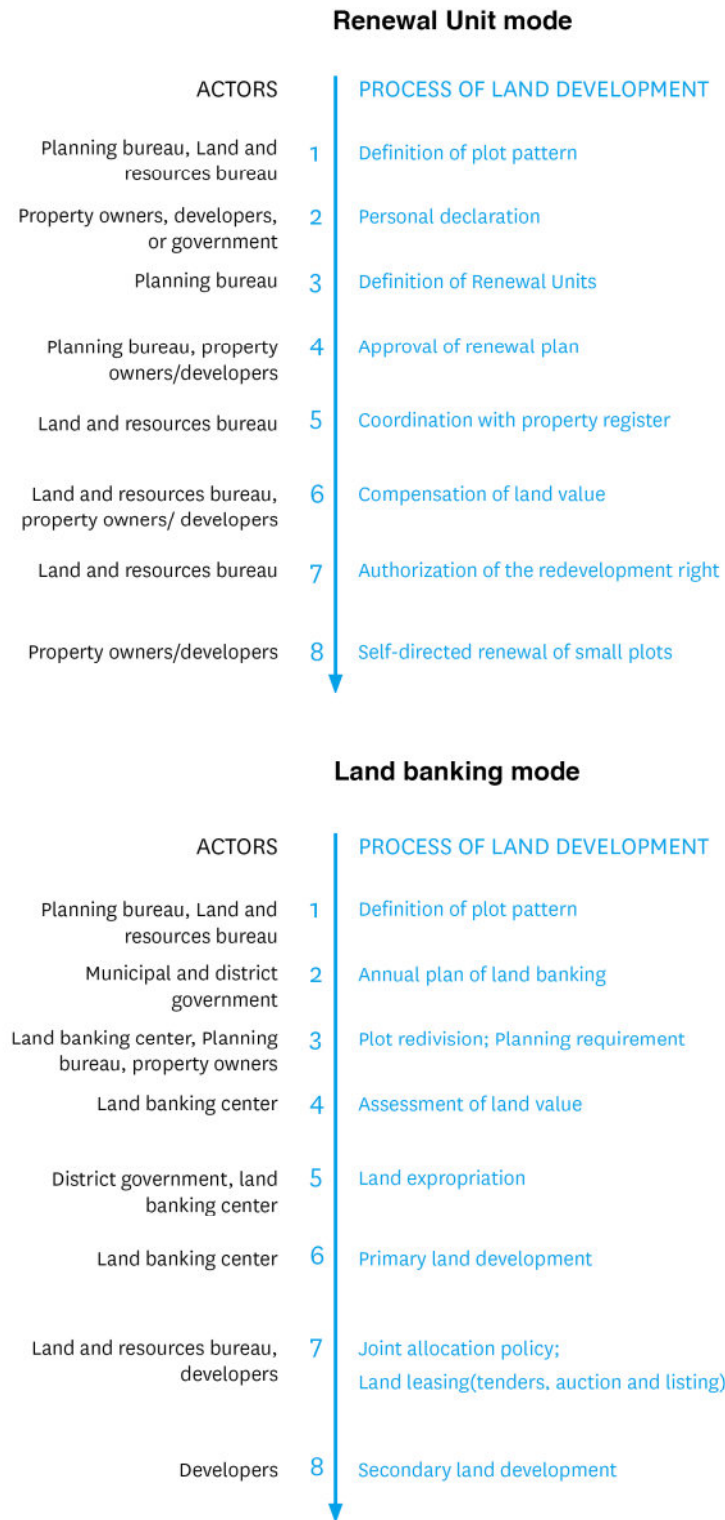 Renewal Unit mode
ACTORS
PROCESS OF LAND DEVELOPMENT
Planning bureau, Land and
resources bureau
1
Definition of plot pattern
Property owners, developers,
or government
2
Personal declaration
Planning bureau
3
Definition of Renewal Units
Planning bureau, property
owners/developers
4
Approval of renewal plan
Land and resources bureau
5
Coordination with property register
Land and resources bureau,
property owners/ developers
6
Compensation of land value
Land and resources bureau
7
Authorization of the redevelopment right
Property owners/developers
8
Self-directed renewal of small plots
Land banking mode
ACTORS
PROCESS OF LAND DEVELOPMENT
Planning bureau, Land and
resources bureau
1
Definition of plot pattern
Municipal and district
government
2
Annual plan of land banking
Land banking center, Planning
bureau, property owners
3
Plot redivision; Planning requirement
Land banking center
4
Assessment of land value
District government, land
banking center
5
Land expropriation
Land banking center
6
Primary land development
Land and resources bureau,
developers
7
Joint allocation policy;
Land leasing(tenders, auction and listing)
Developers
8
Secondary land development